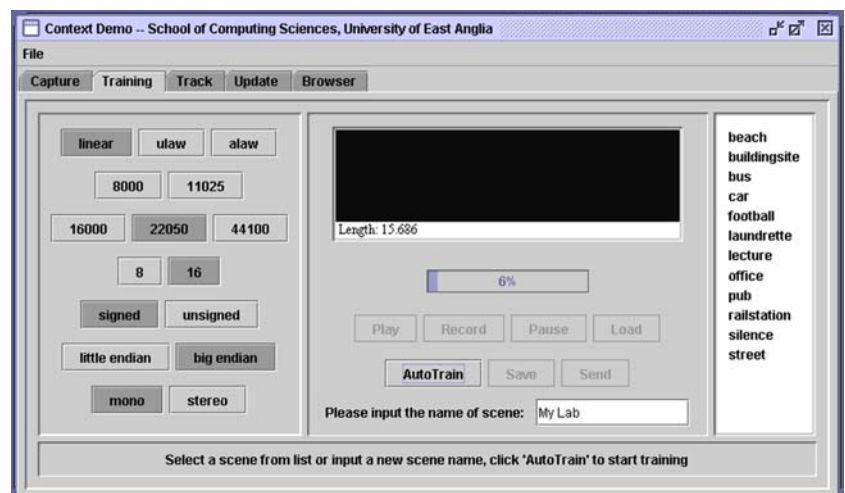 Context Demo -- School of Computing Sciences, University of East Anglia
File
Capture Training Track Update Browser
linear ulaw alaw
8000 11025
16000 22050 44100
8 16
signed unsigned
little endian big endian
mono stereo
Length: 15.686
6%
Play Record Pause Load
AutoTrain Save Send
Please input the name of scene: My Lab
beach
buildingsite
bus
car
football
laundrette
lecture
office
pub
railstation
silence
street
Select a scene from list or input a new scene name, click 'AutoTrain' to start training